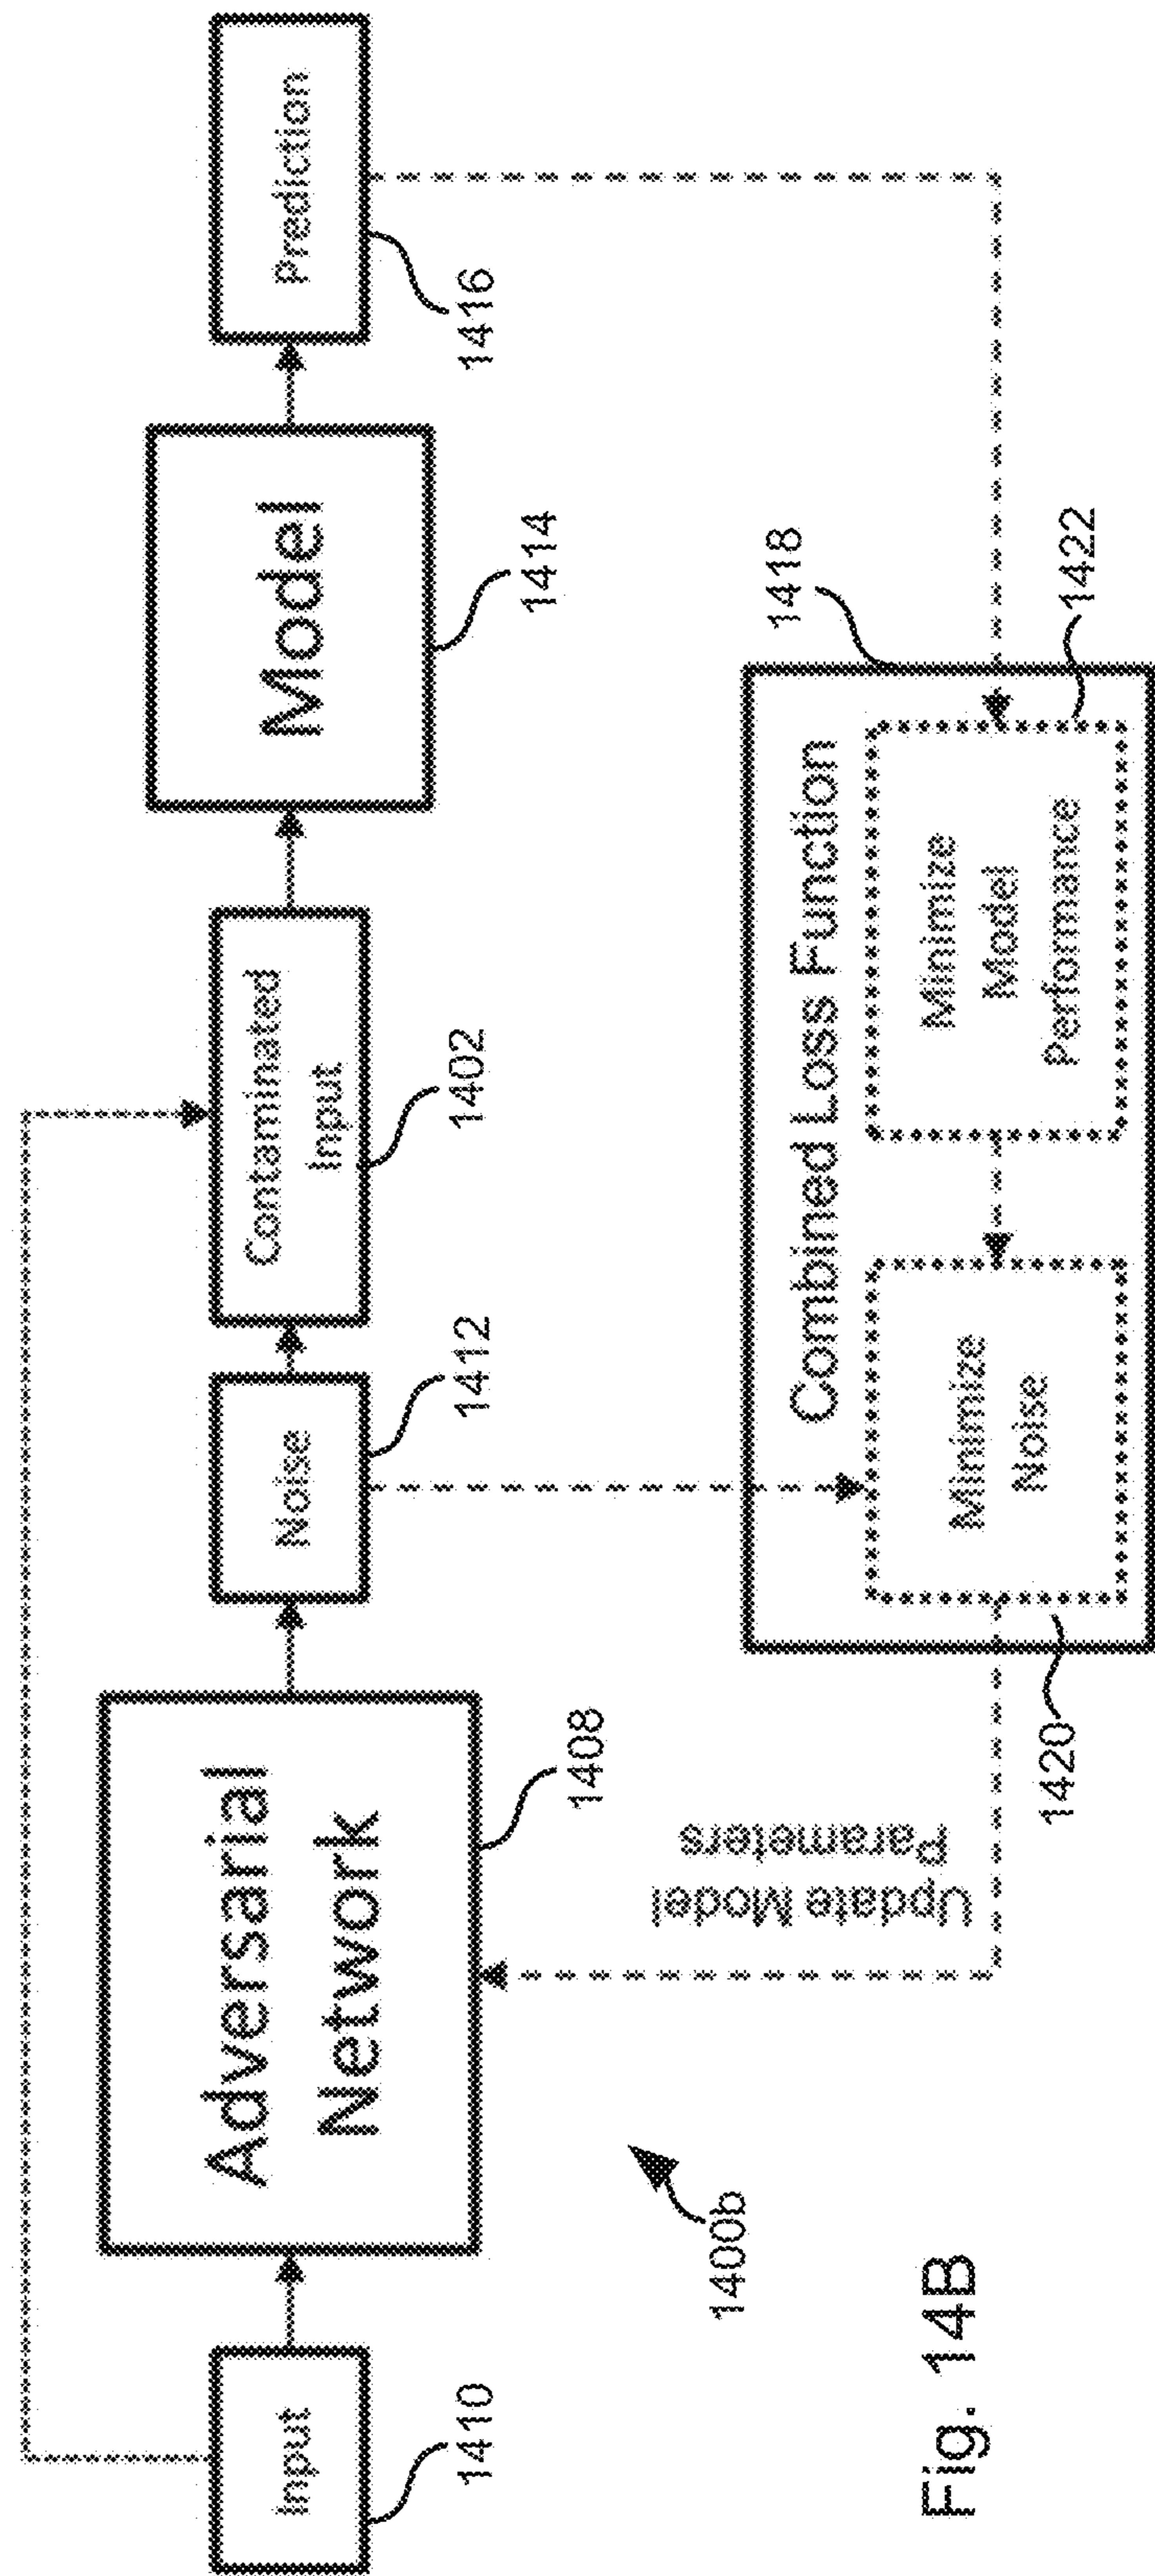 Input
1410
Adversarial
Network
1408
Noise
1412
Contaminated
Input
1402
Model
1414
Prediction
1416
Update Model
Parameters
Combined Loss Function
1418
Minimize
Noise
1420
Minimize
Model
Performance
1422
1400b
Fig. 14B